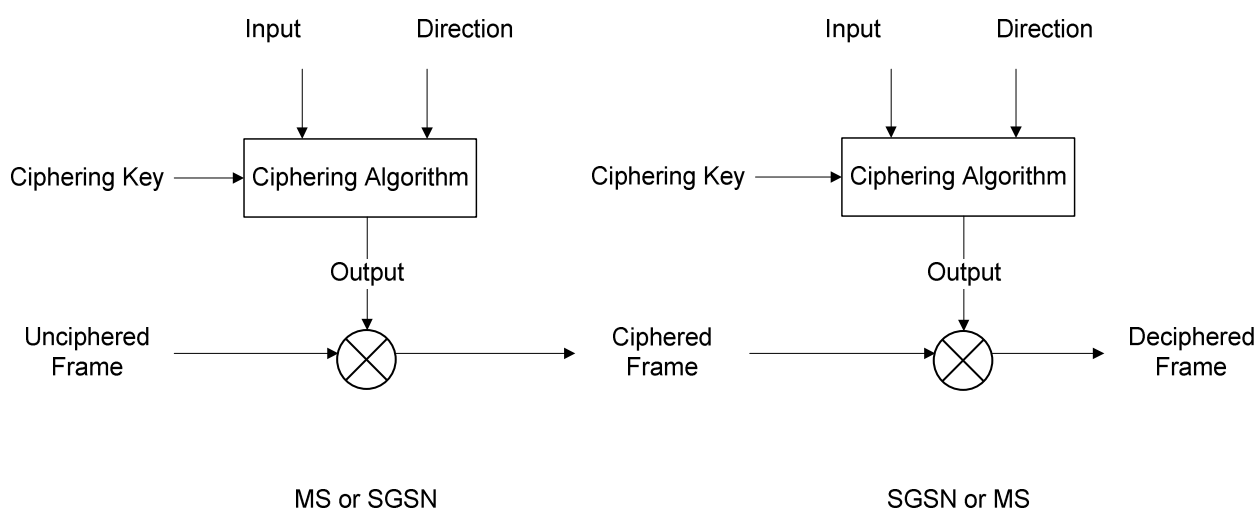 Input Direction Input Direction
Ciphering Key Ciphering Algorithm Ciphering Key Ciphering Algorithm
Output Output
Unciphered
Frame
Ciphered
Frame
Deciphered
Frame
MS or SGSN SGSN or MS